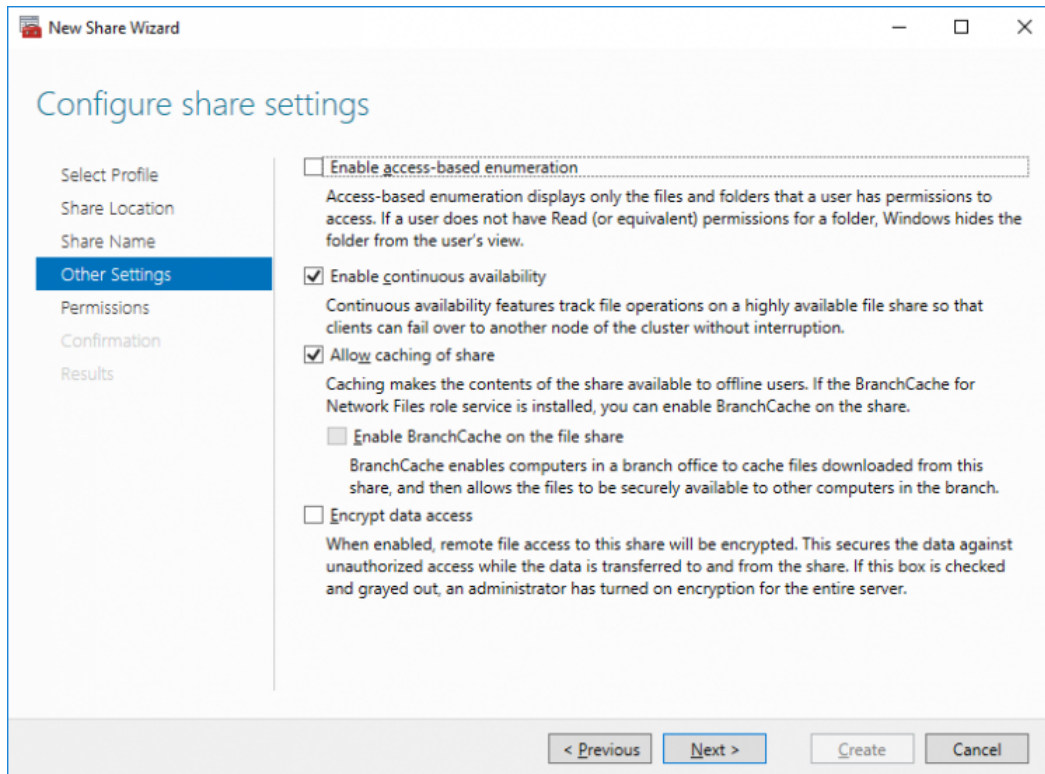 New Share Wizard
Configure share settings
Select Profile
Share Location
Share Name
Other Settings
Permissions
Confirmation
Results
Enable access-based enumeration
Access-based enumeration displays only the files and folders that a user has permissions to
access. If a user does not have Read (or equivalent) permissions for a folder, Windows hides the
folder from the user's view.
Enable continuous availability
Continuous availability features track file operations on a highly available file share so that
clients can fail over to another node of the cluster without interruption.
Allow caching of share
Caching makes the contents of the share available to offline users. If the BranchCache for
Network Files role service is installed, you can enable BranchCache on the share.
Enable BranchCache on the file share
BranchCache enables computers in a branch office to cache files downloaded from this
share, and then allows the files to be securely available to other computers in the branch.
Encrypt data access
When enabled, remote file access to this share will be encrypted. This secures the data against
unauthorized access while the data is transferred to and from the share. If this box is checked
and grayed out, an administrator has turned on encryption for the entire server.
< Previous
Next >
Create
Cancel